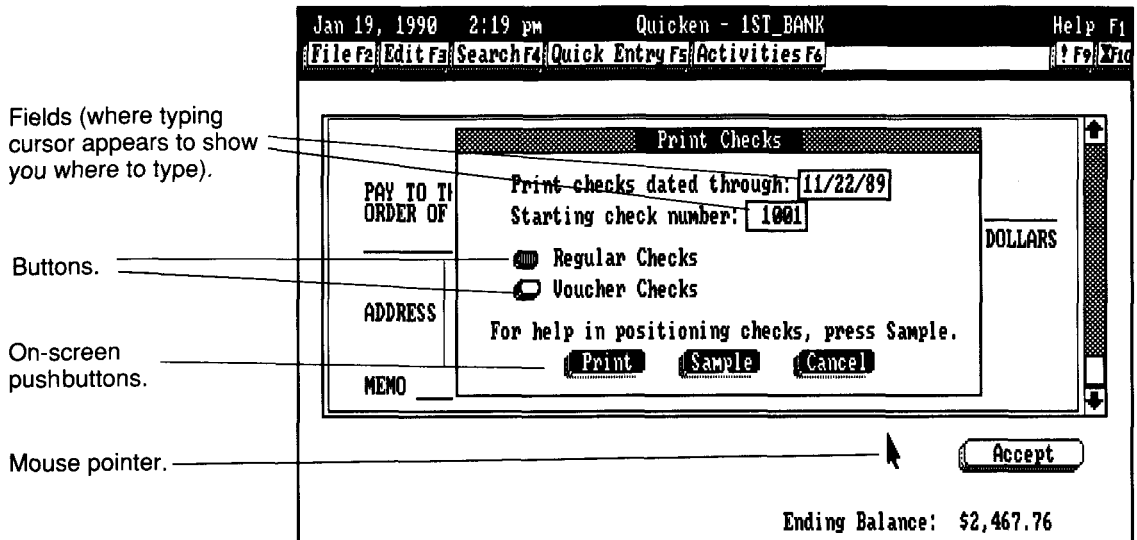 Jan 19, 1990 2:19 pm Quicken - 1ST_BANK Help F1
File F2 Edit F3 Search F4 Quick Entry F5 Activities F6 ! F9 F10
Fields (where typing
cursor appears to show
you where to type).
Print Checks
Print checks dated through: 11/22/89
Starting check number: 1001
PAY TO TH
ORDER OF
DOLLARS
Buttons.
Regular Checks
Voucher Checks
ADDRESS
For help in positioning checks, press Sample.
On-screen
pushbuttons.
Print Sample Cancel
MEMO
Mouse pointer.
Accept
Ending Balance: $2,467.76